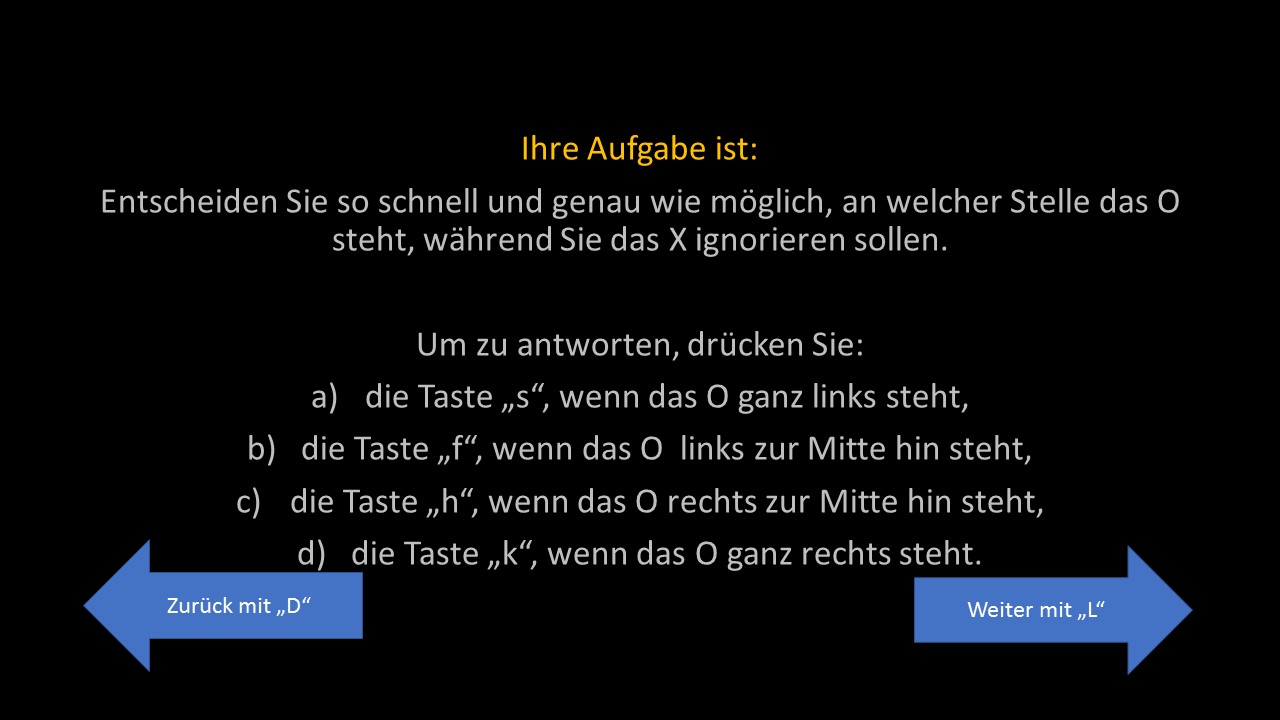 Ihre Aufgabe ist:
Entscheiden Sie so schnell und genau wie möglich, an welcher Stelle das O
steht, während Sie das X ignorieren sollen.
Um zu antworten, drücken Sie:
a) die Taste „s“, wenn das O ganz links steht,
b) die Taste „f“, wenn das O links zur Mitte hin steht,
c) die Taste „h“, wenn das O rechts zur Mitte hin steht,
d) die Taste „k“, wenn das O ganz rechts steht.
Zurück mit „D“
Weiter mit „L“